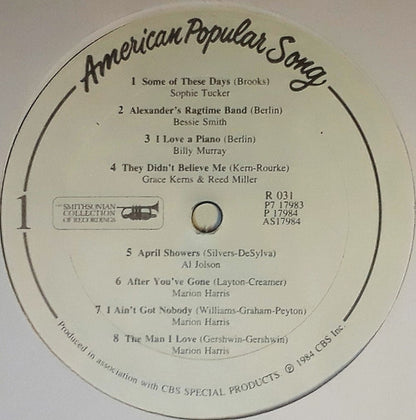 American Popular Song
1 Some of These Days (Brooks)
Sophie Tucker
2 Alexander's Ragtime Band (Berlin)
Bessie Smith
3 I Love a Piano (Berlin)
Billy Murray
4 They Didn't Believe Me (Kern-Rourke)
Grace Kerns & Reed Miller
1
THE SMITHSONIAN
COLLECTION
OF RECORDINGS
R 031
P7 17983
P 17984
AS17984
5 April Showers (Silvers-DeSylva)
Al Jolson
6 After You've Gone (Layton-Creamer)
Marion Harris
7 I Ain't Got Nobody (Williams-Graham-Peyton)
Marion Harris
8 The Man I Love (Gershwin-Gershwin)
Marion Harris
Produced in association with CBS SPECIAL PRODUCTS ℗ 1984 CBS Inc.